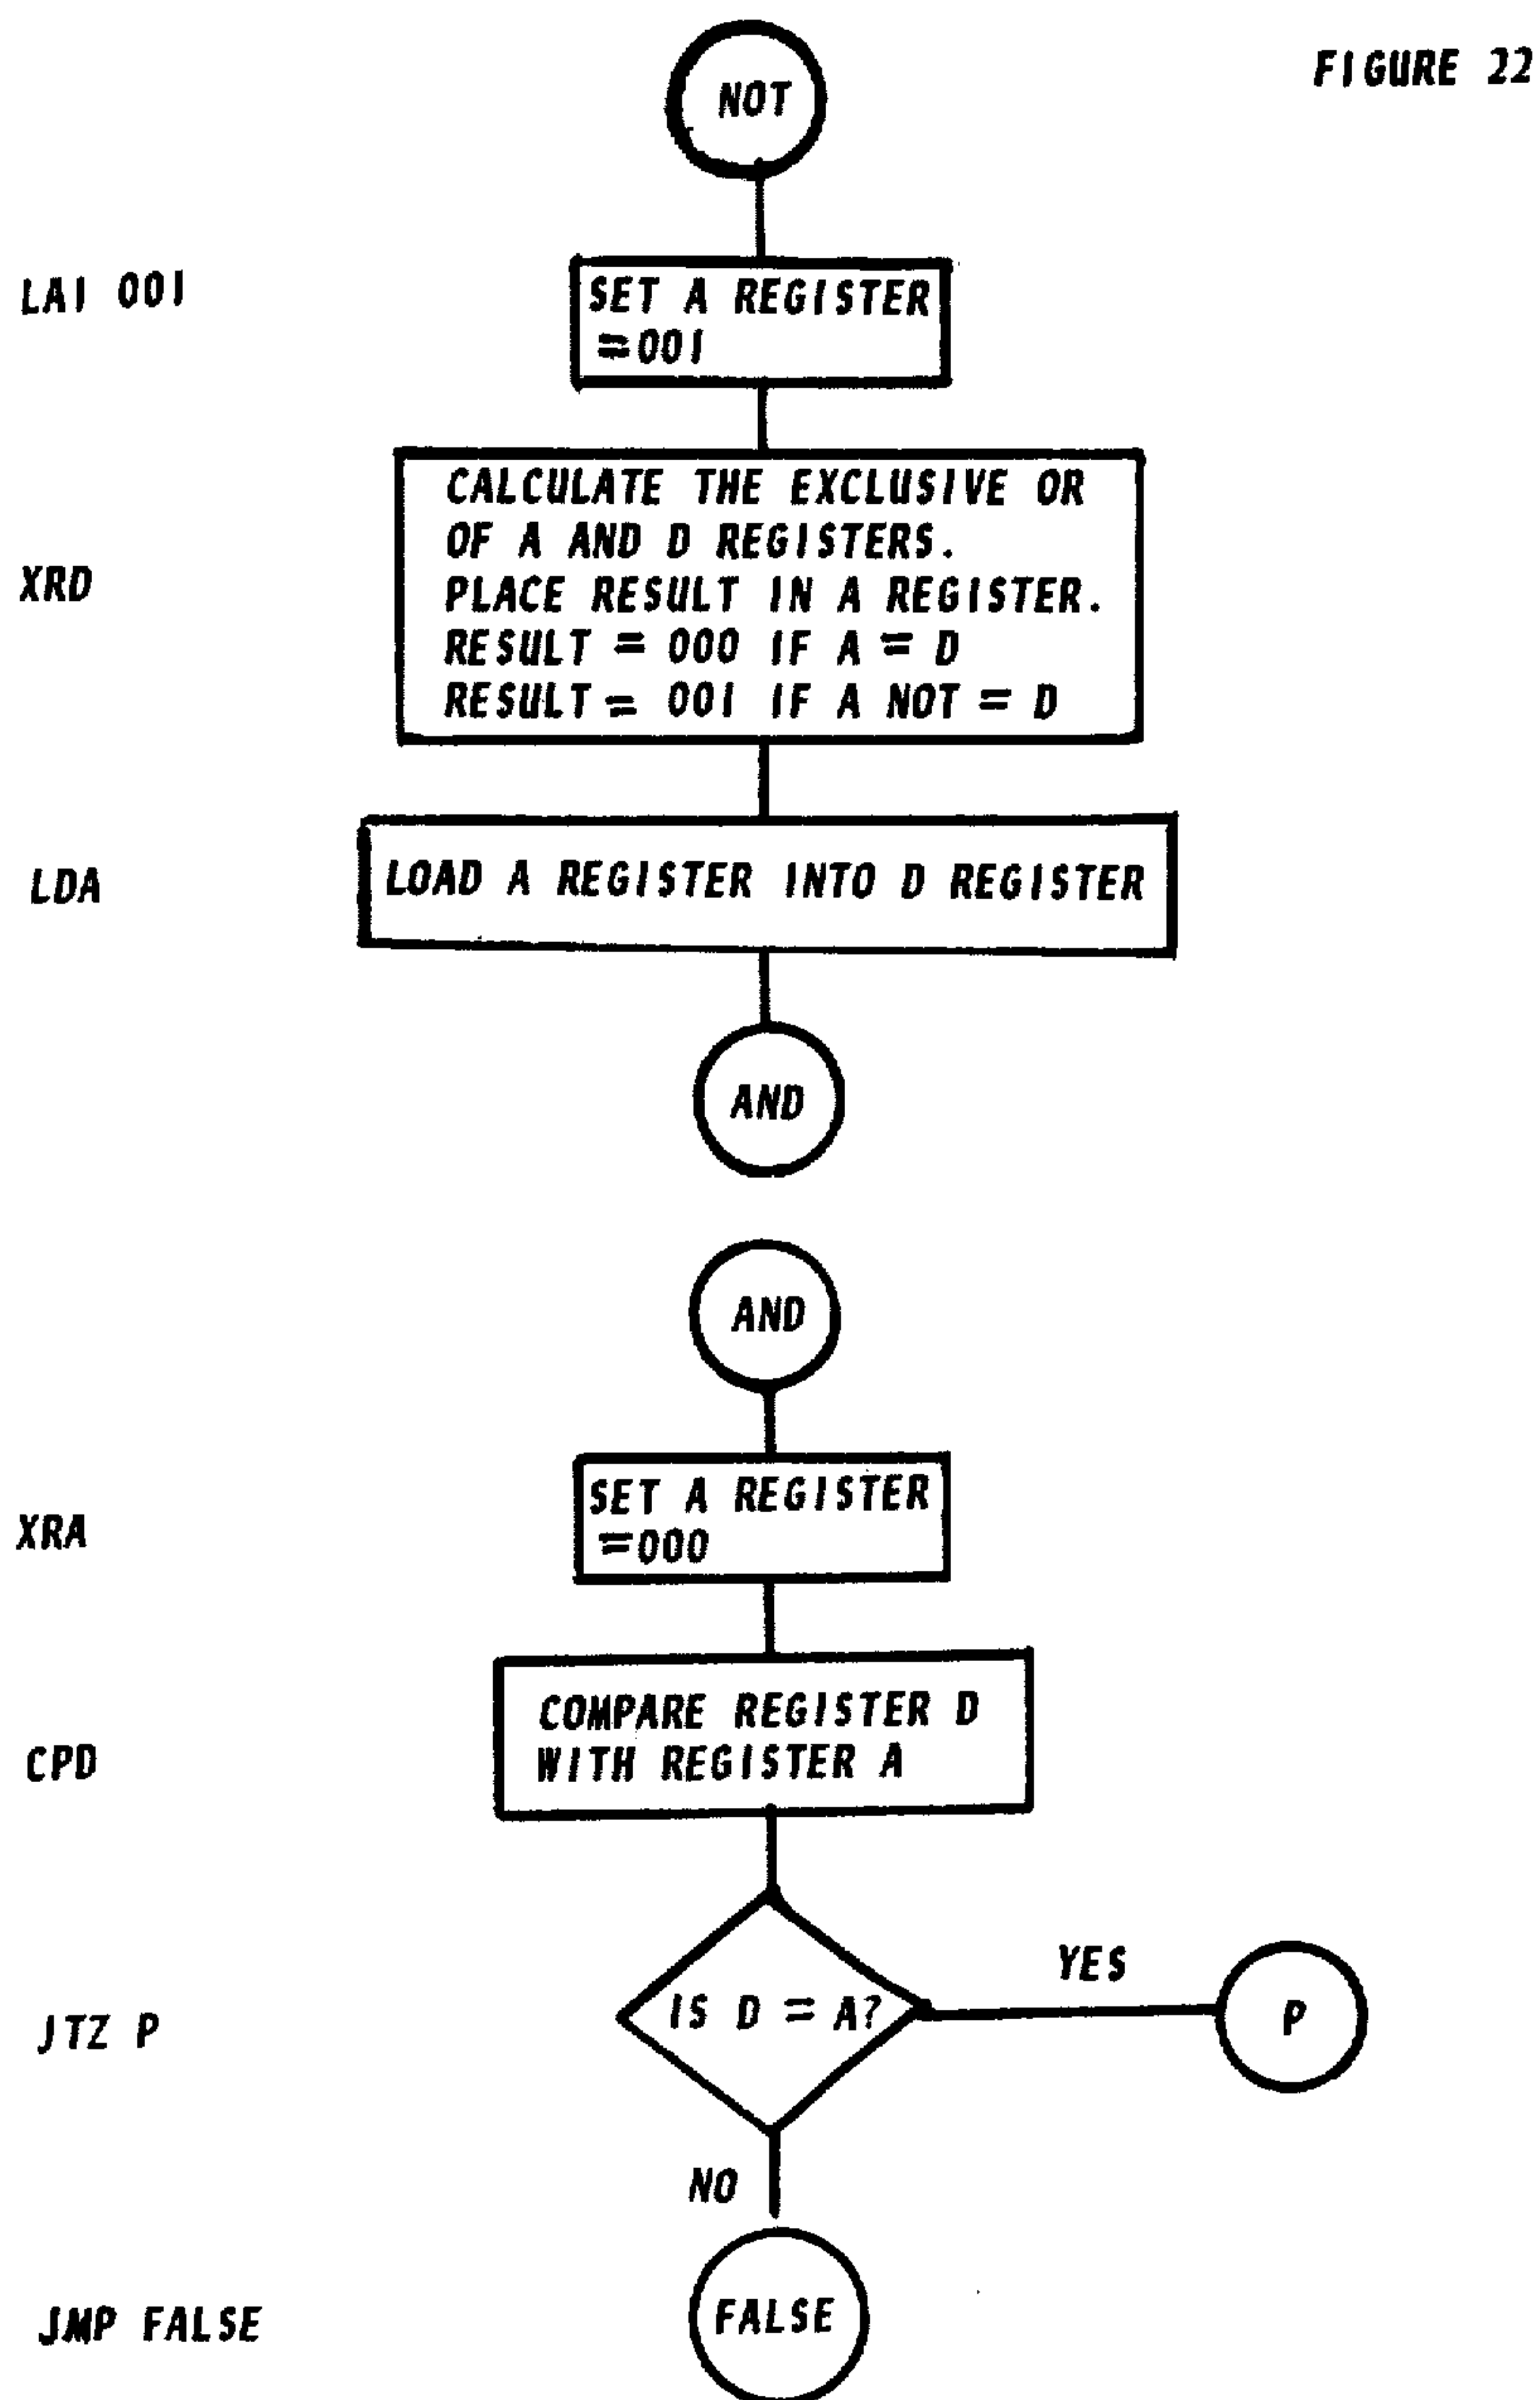 FIGURE 22
NOT
LAI 001
SET A REGISTER
=001
XRD
CALCULATE THE EXCLUSIVE OR
OF A AND D REGISTERS.
PLACE RESULT IN A REGISTER.
RESULT = 000 IF A = D
RESULT = 001 IF A NOT = D
LDA
LOAD A REGISTER INTO D REGISTER
AND
AND
XRA
SET A REGISTER
=000
CPD
COMPARE REGISTER D
WITH REGISTER A
JTZ P
IS D = A?
YES
P
NO
JMP FALSE
FALSE